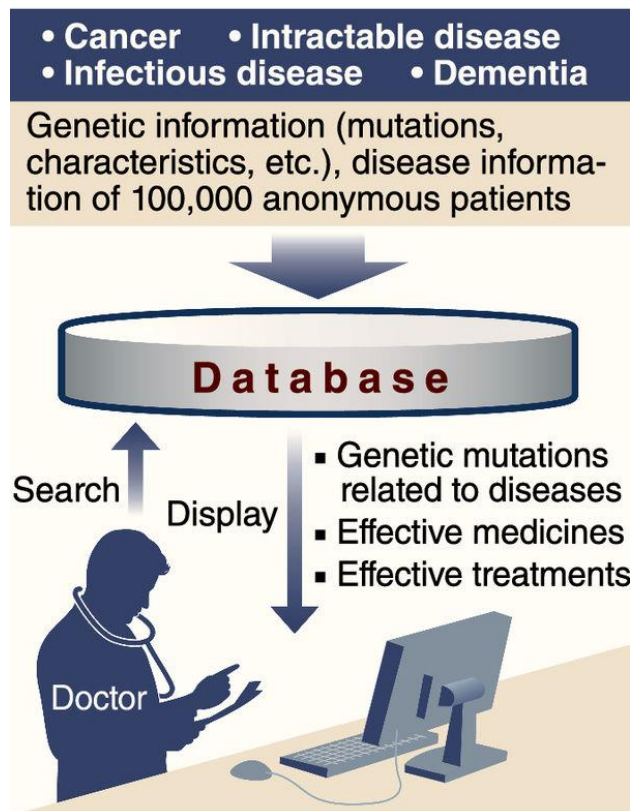 • Cancer • Intractable disease
• Infectious disease • Dementia
Genetic information (mutations,
characteristics, etc.), disease informa-
tion of 100,000 anonymous patients
Database
Search
Display
▪ Genetic mutations
related to diseases
▪ Effective medicines
▪ Effective treatments
Doctor